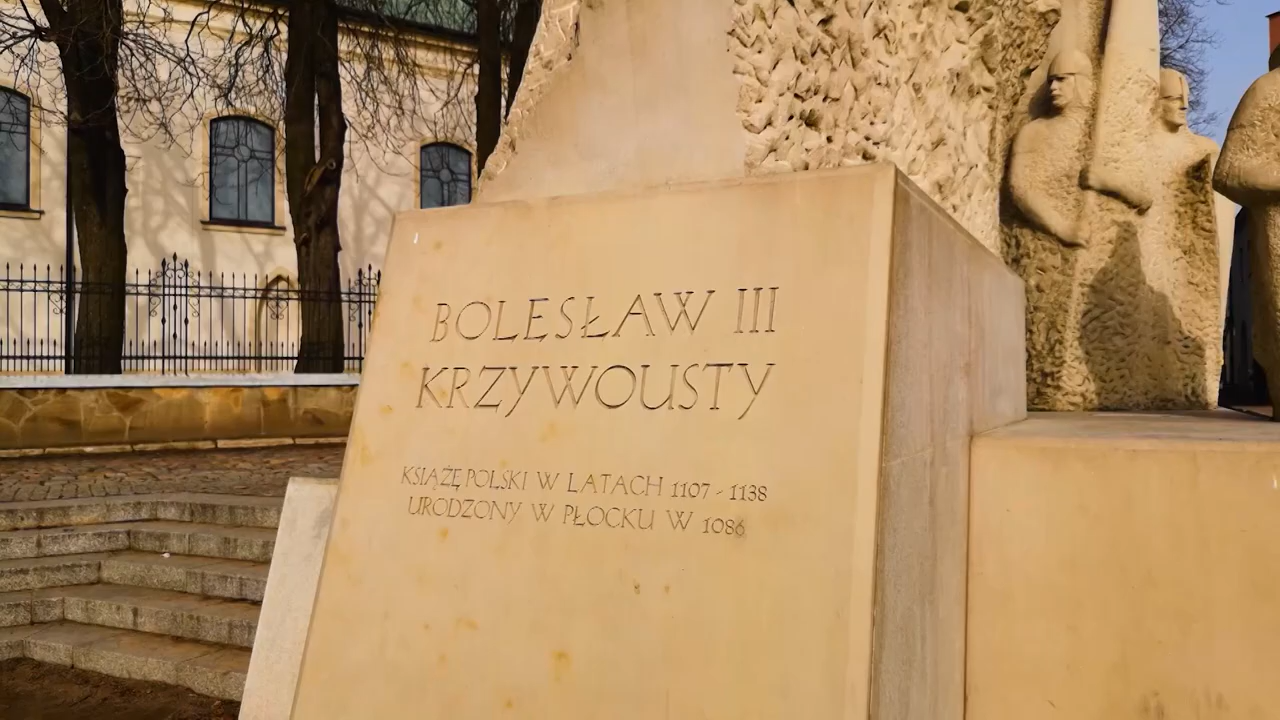 BOLESŁAW III
KRZYWOUSTY
KSIĄŻĘ POLSKI W LATACH 1107 - 1138
URODZONY W PŁOCKU W 1086